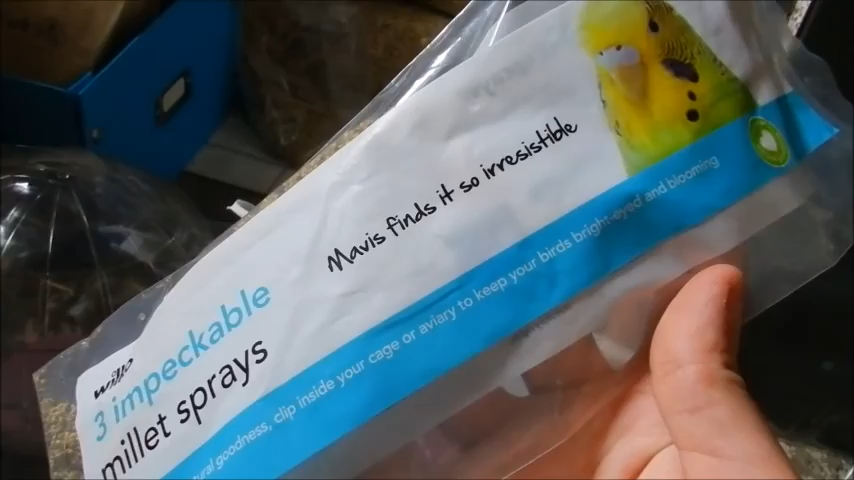 Mavis finds it so irresistible
wilko
3 impeckable
millet sprays
goodness, clip inside your cage or aviary to keep your birds bright-eyed and blooming